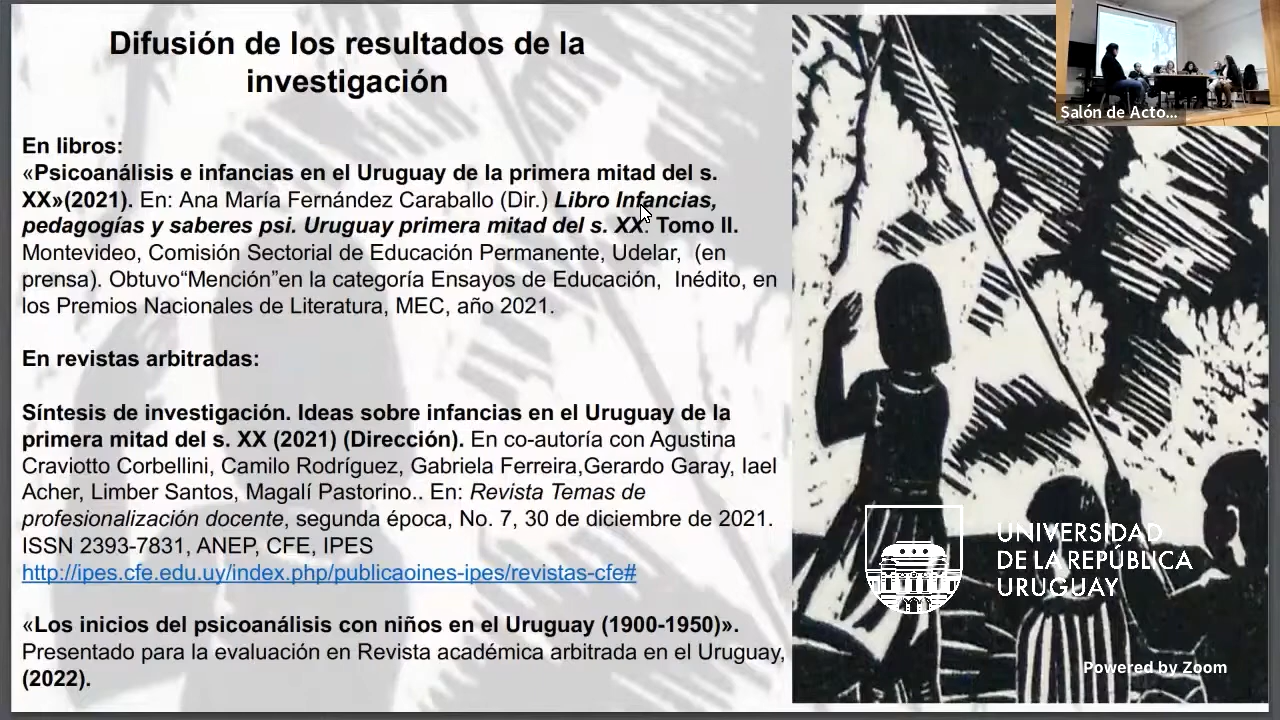 Difusión de los resultados de la
investigación
En libros:
«Psicoanálisis e infancias en el Uruguay de la primera mitad del s.
XX»(2021). En: Ana María Fernández Caraballo (Dir.) Libro Infancias,
pedagogías y saberes psi. Uruguay primera mitad del s. XX. Tomo II.
Montevideo, Comisión Sectorial de Educación Permanente, Udelar,  (en
prensa). Obtuvo“Mención”en la categoría Ensayos de Educación,  Inédito, en
los Premios Nacionales de Literatura, MEC, año 2021.
En revistas arbitradas:
Síntesis de investigación. Ideas sobre infancias en el Uruguay de la
primera mitad del s. XX (2021) (Dirección). En co-autoría con Agustina
Craviotto Corbellini, Camilo Rodríguez, Gabriela Ferreira,Gerardo Garay, Iael
Acher, Limber Santos, Magalí Pastorino.. En: Revista Temas de
profesionalización docente, segunda época, No. 7, 30 de diciembre de 2021.
ISSN 2393-7831, ANEP, CFE, IPES
http://ipes.cfe.edu.uy/index.php/publicaoines-ipes/revistas-cfe#
«Los inicios del psicoanálisis con niños en el Uruguay (1900-1950)».
Presentado para la evaluación en Revista académica arbitrada en el Uruguay,
(2022).
Salón de Acto...
UNIVERSIDAD
DE LA REPÚBLICA
URUGUAY
Powered by Zoom